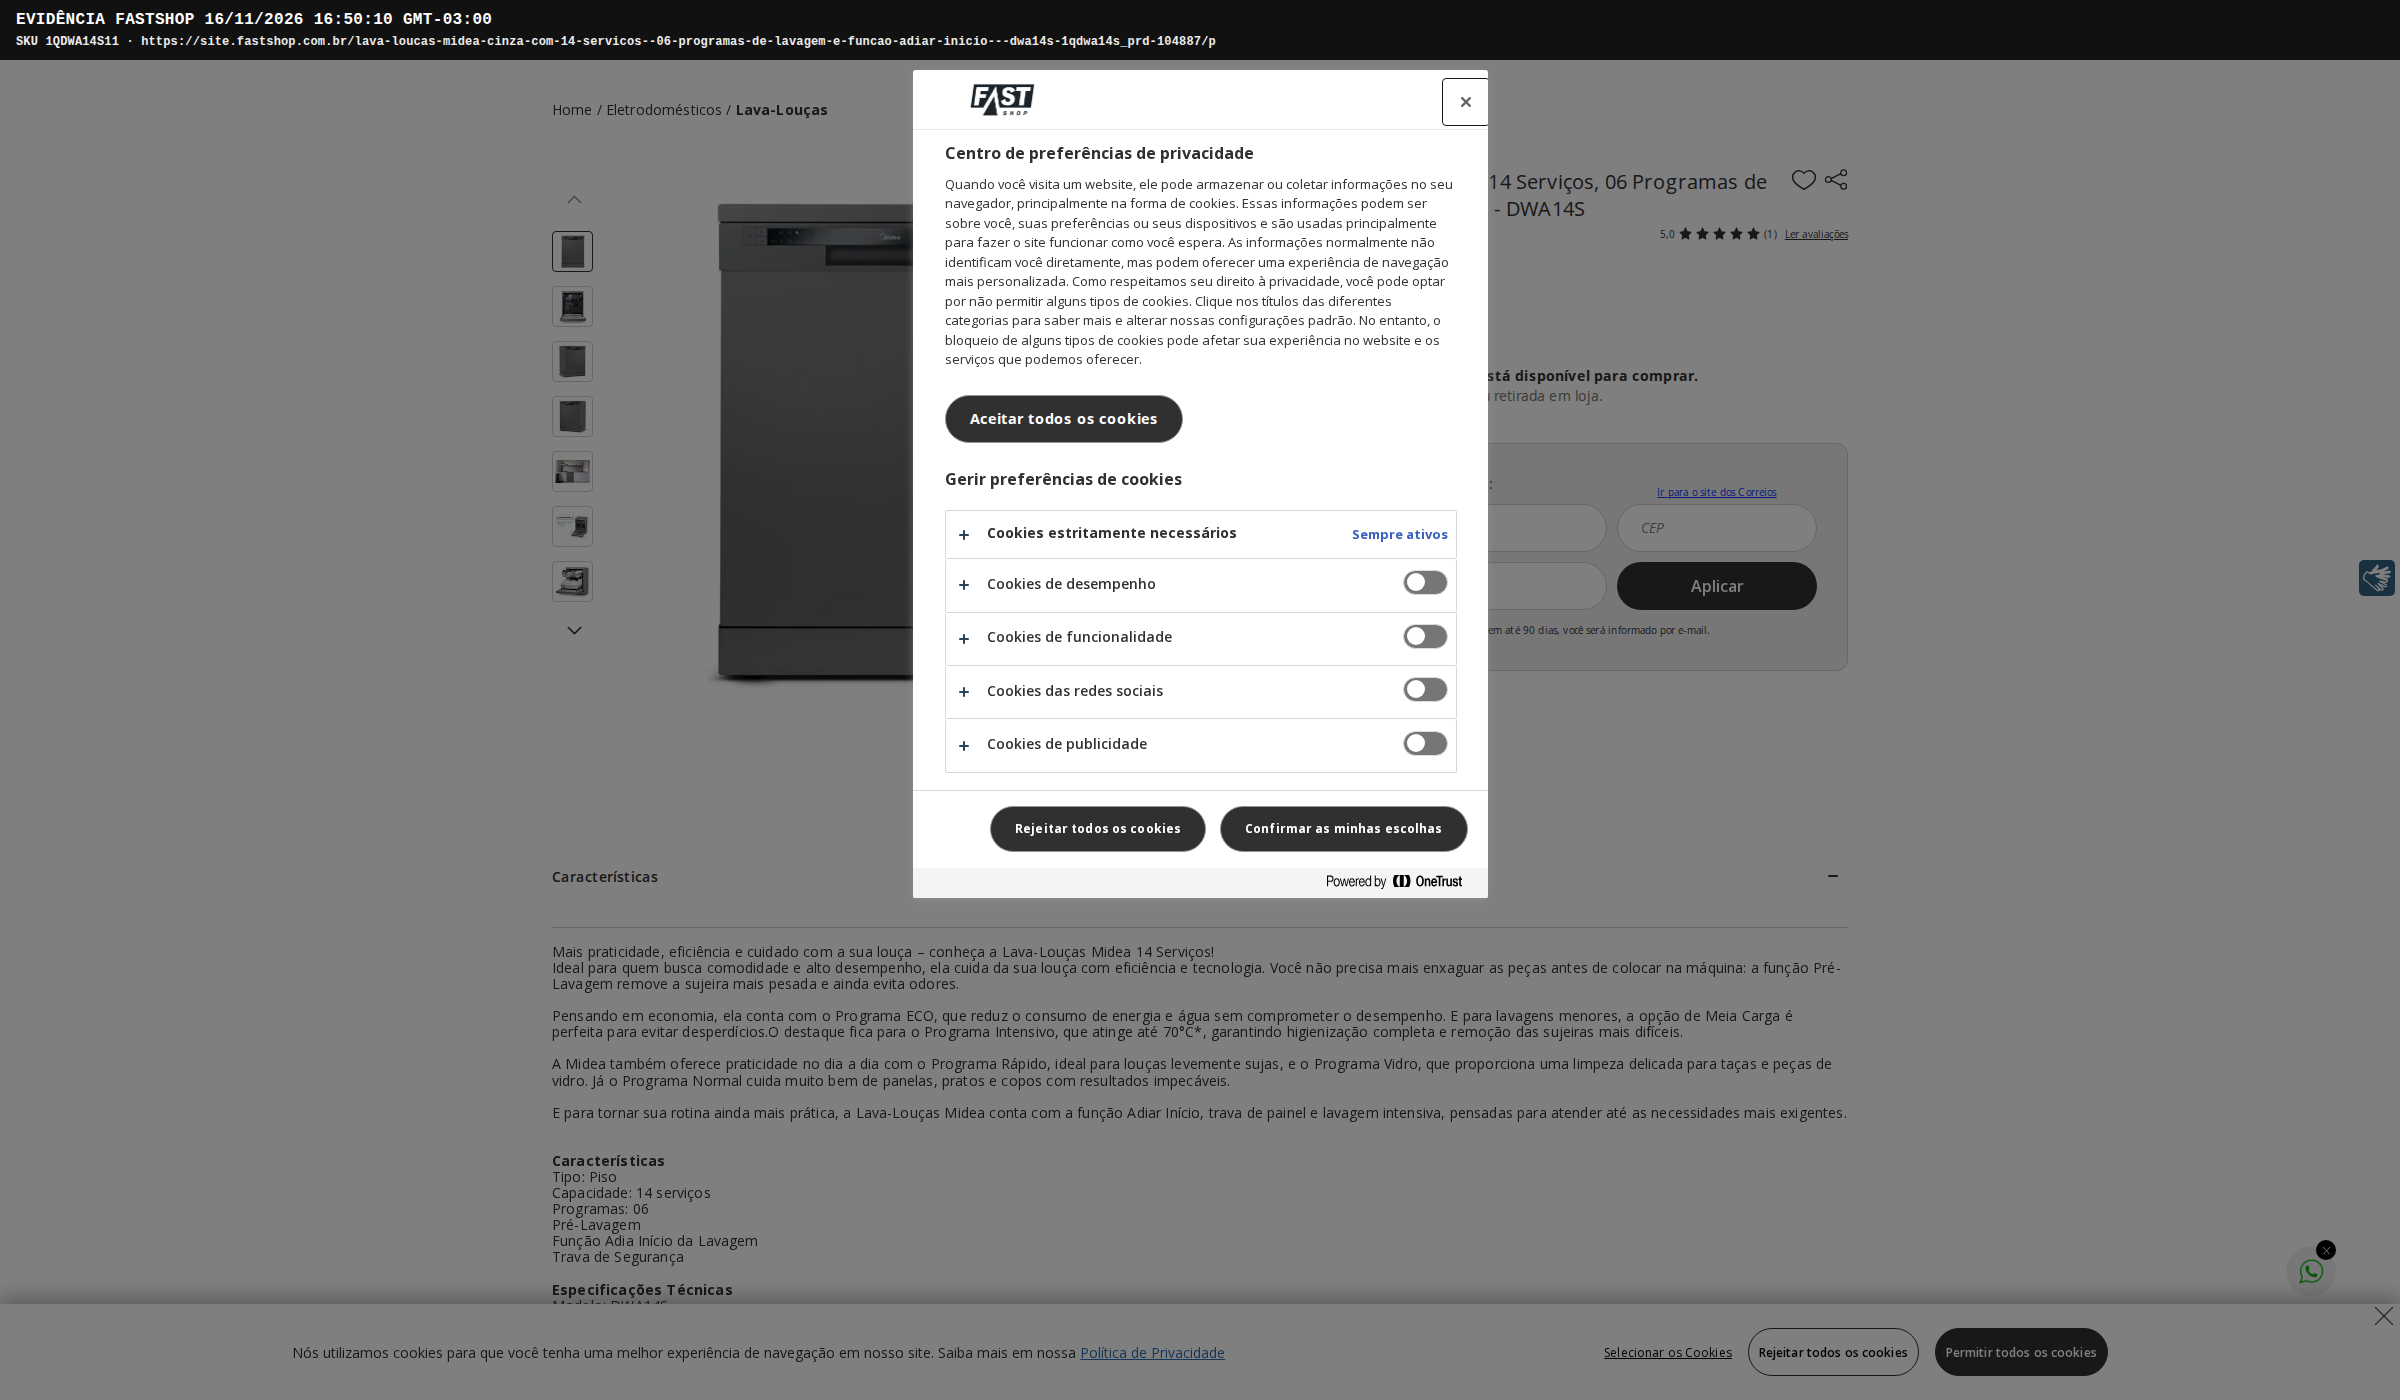 EVIDÊNCIA FASTSHOP 16/11/2026 16:50:10 GMT-03:00
SKU 1QDWA14S11 · https://site.fastshop.com.br/lava-loucas-midea-cinza-com-14-servicos--06-programas-de-lavagem-e-funcao-adiar-inicio---dwa14s-1qdwa14s_prd-104887/p
Home / Eletrodomésticos / Lava-Louças
FAST SHOP
Centro de preferências de privacidade
Quando você visita um website, ele pode armazenar ou coletar informações no seu
navegador, principalmente na forma de cookies. Essas informações podem ser
sobre você, suas preferências ou seus dispositivos e são usadas principalmente
para fazer o site funcionar como você espera. As informações normalmente não
identificam você diretamente, mas podem oferecer uma experiência de navegação
mais personalizada. Como respeitamos seu direito à privacidade, você pode optar
por não permitir alguns tipos de cookies. Clique nos títulos das diferentes
categorias para saber mais e alterar nossas configurações padrão. No entanto, o
bloqueio de alguns tipos de cookies pode afetar sua experiência no website e os
serviços que podemos oferecer.
Aceitar todos os cookies
Gerir preferências de cookies
Cookies estritamente necessários
Sempre ativos
Cookies de desempenho
Cookies de funcionalidade
Cookies das redes sociais
Cookies de publicidade
Rejeitar todos os cookies
Confirmar as minhas escolhas
Powered by OneTrust
14 Serviços, 06 Programas de
- DWA14S
5,0 (1) Ler avaliações
stá disponível para comprar.
retirada em loja.
Ir para o site dos Correios
CEP
Aplicar
em até 90 dias, você será informado por e-mail.
Midea
Características
Mais praticidade, eficiência e cuidado com a sua louça – conheça a Lava-Louças Midea 14 Serviços!
Ideal para quem busca comodidade e alto desempenho, ela cuida da sua louça com eficiência e tecnologia. Você não precisa mais enxaguar as peças antes de colocar na máquina: a função Pré-
Lavagem remove a sujeira mais pesada e ainda evita odores.
Pensando em economia, ela conta com o Programa ECO, que reduz o consumo de energia e água sem comprometer o desempenho. E para lavagens menores, a opção de Meia Carga é
perfeita para evitar desperdícios.O destaque fica para o Programa Intensivo, que atinge até 70°C*, garantindo higienização completa e remoção das sujeiras mais difíceis.
A Midea também oferece praticidade no dia a dia com o Programa Rápido, ideal para louças levemente sujas, e o Programa Vidro, que proporciona uma limpeza delicada para taças e peças de
vidro. Já o Programa Normal cuida muito bem de panelas, pratos e copos com resultados impecáveis.
E para tornar sua rotina ainda mais prática, a Lava-Louças Midea conta com a função Adiar Início, trava de painel e lavagem intensiva, pensadas para atender até as necessidades mais exigentes.
Características
Tipo: Piso
Capacidade: 14 serviços
Programas: 06
Pré-Lavagem
Função Adia Início da Lavagem
Trava de Segurança
Especificações Técnicas
Modelo: DWA14S
Nós utilizamos cookies para que você tenha uma melhor experiência de navegação em nosso site. Saiba mais em nossa Política de Privacidade
Selecionar os Cookies
Rejeitar todos os cookies
Permitir todos os cookies